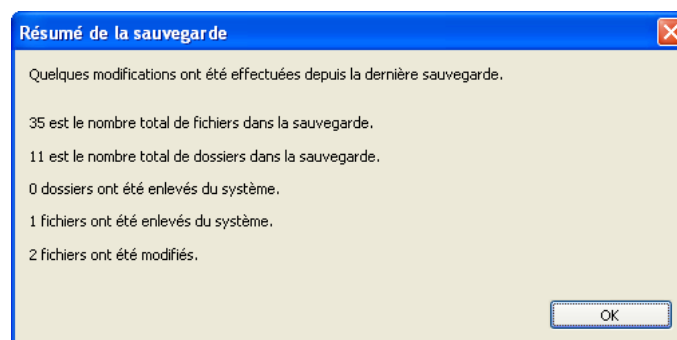 Résumé de la sauvegarde
Quelques modifications ont été effectuées depuis la dernière sauvegarde.
35 est le nombre total de fichiers dans la sauvegarde.
11 est le nombre total de dossiers dans la sauvegarde.
0 dossiers ont été enlevés du système.
1 fichiers ont été enlevés du système.
2 fichiers ont été modifiés.
OK